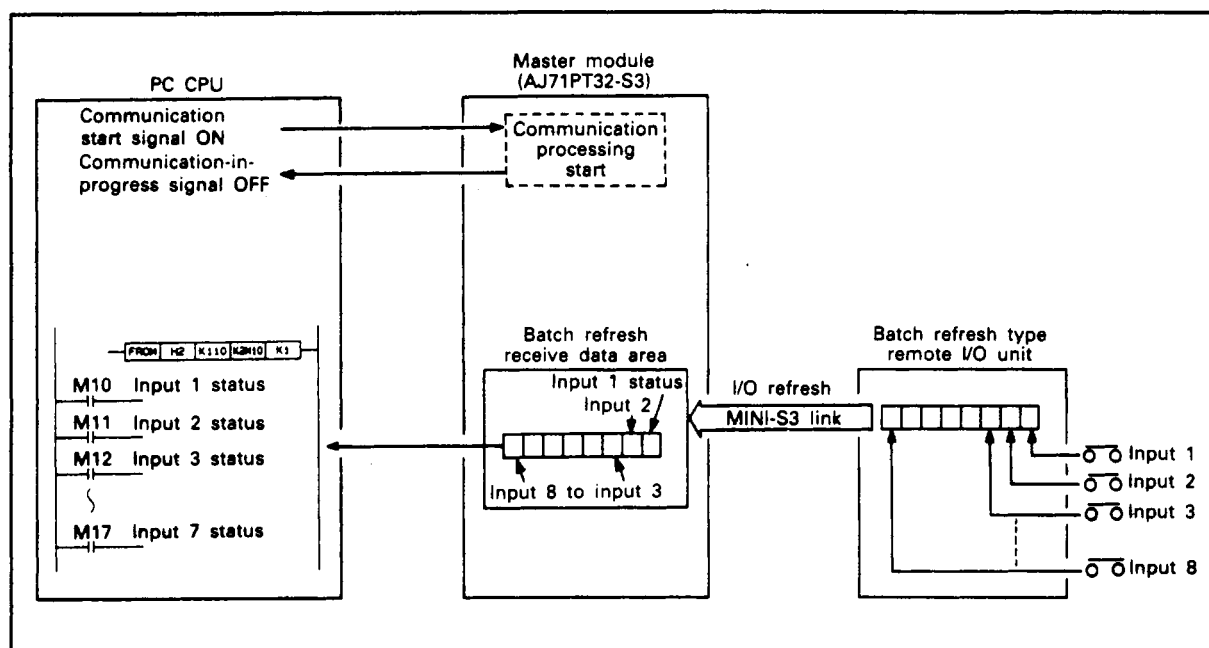 PC CPU
Master module
(AJ71PT32-S3)
Communication
start signal ON
Communication-in-
progress signal OFF
Communication
processing
start
FROM H2 K110 K2M10 K1
M10 Input 1 status
M11 Input 2 status
M12 Input 3 status
M17 Input 7 status
Batch refresh
receive data area
Input 1 status
Input 2
Input 8 to input 3
I/O refresh
MINI-S3 link
Batch refresh type
remote I/O unit
Input 1
Input 2
Input 3
Input 8